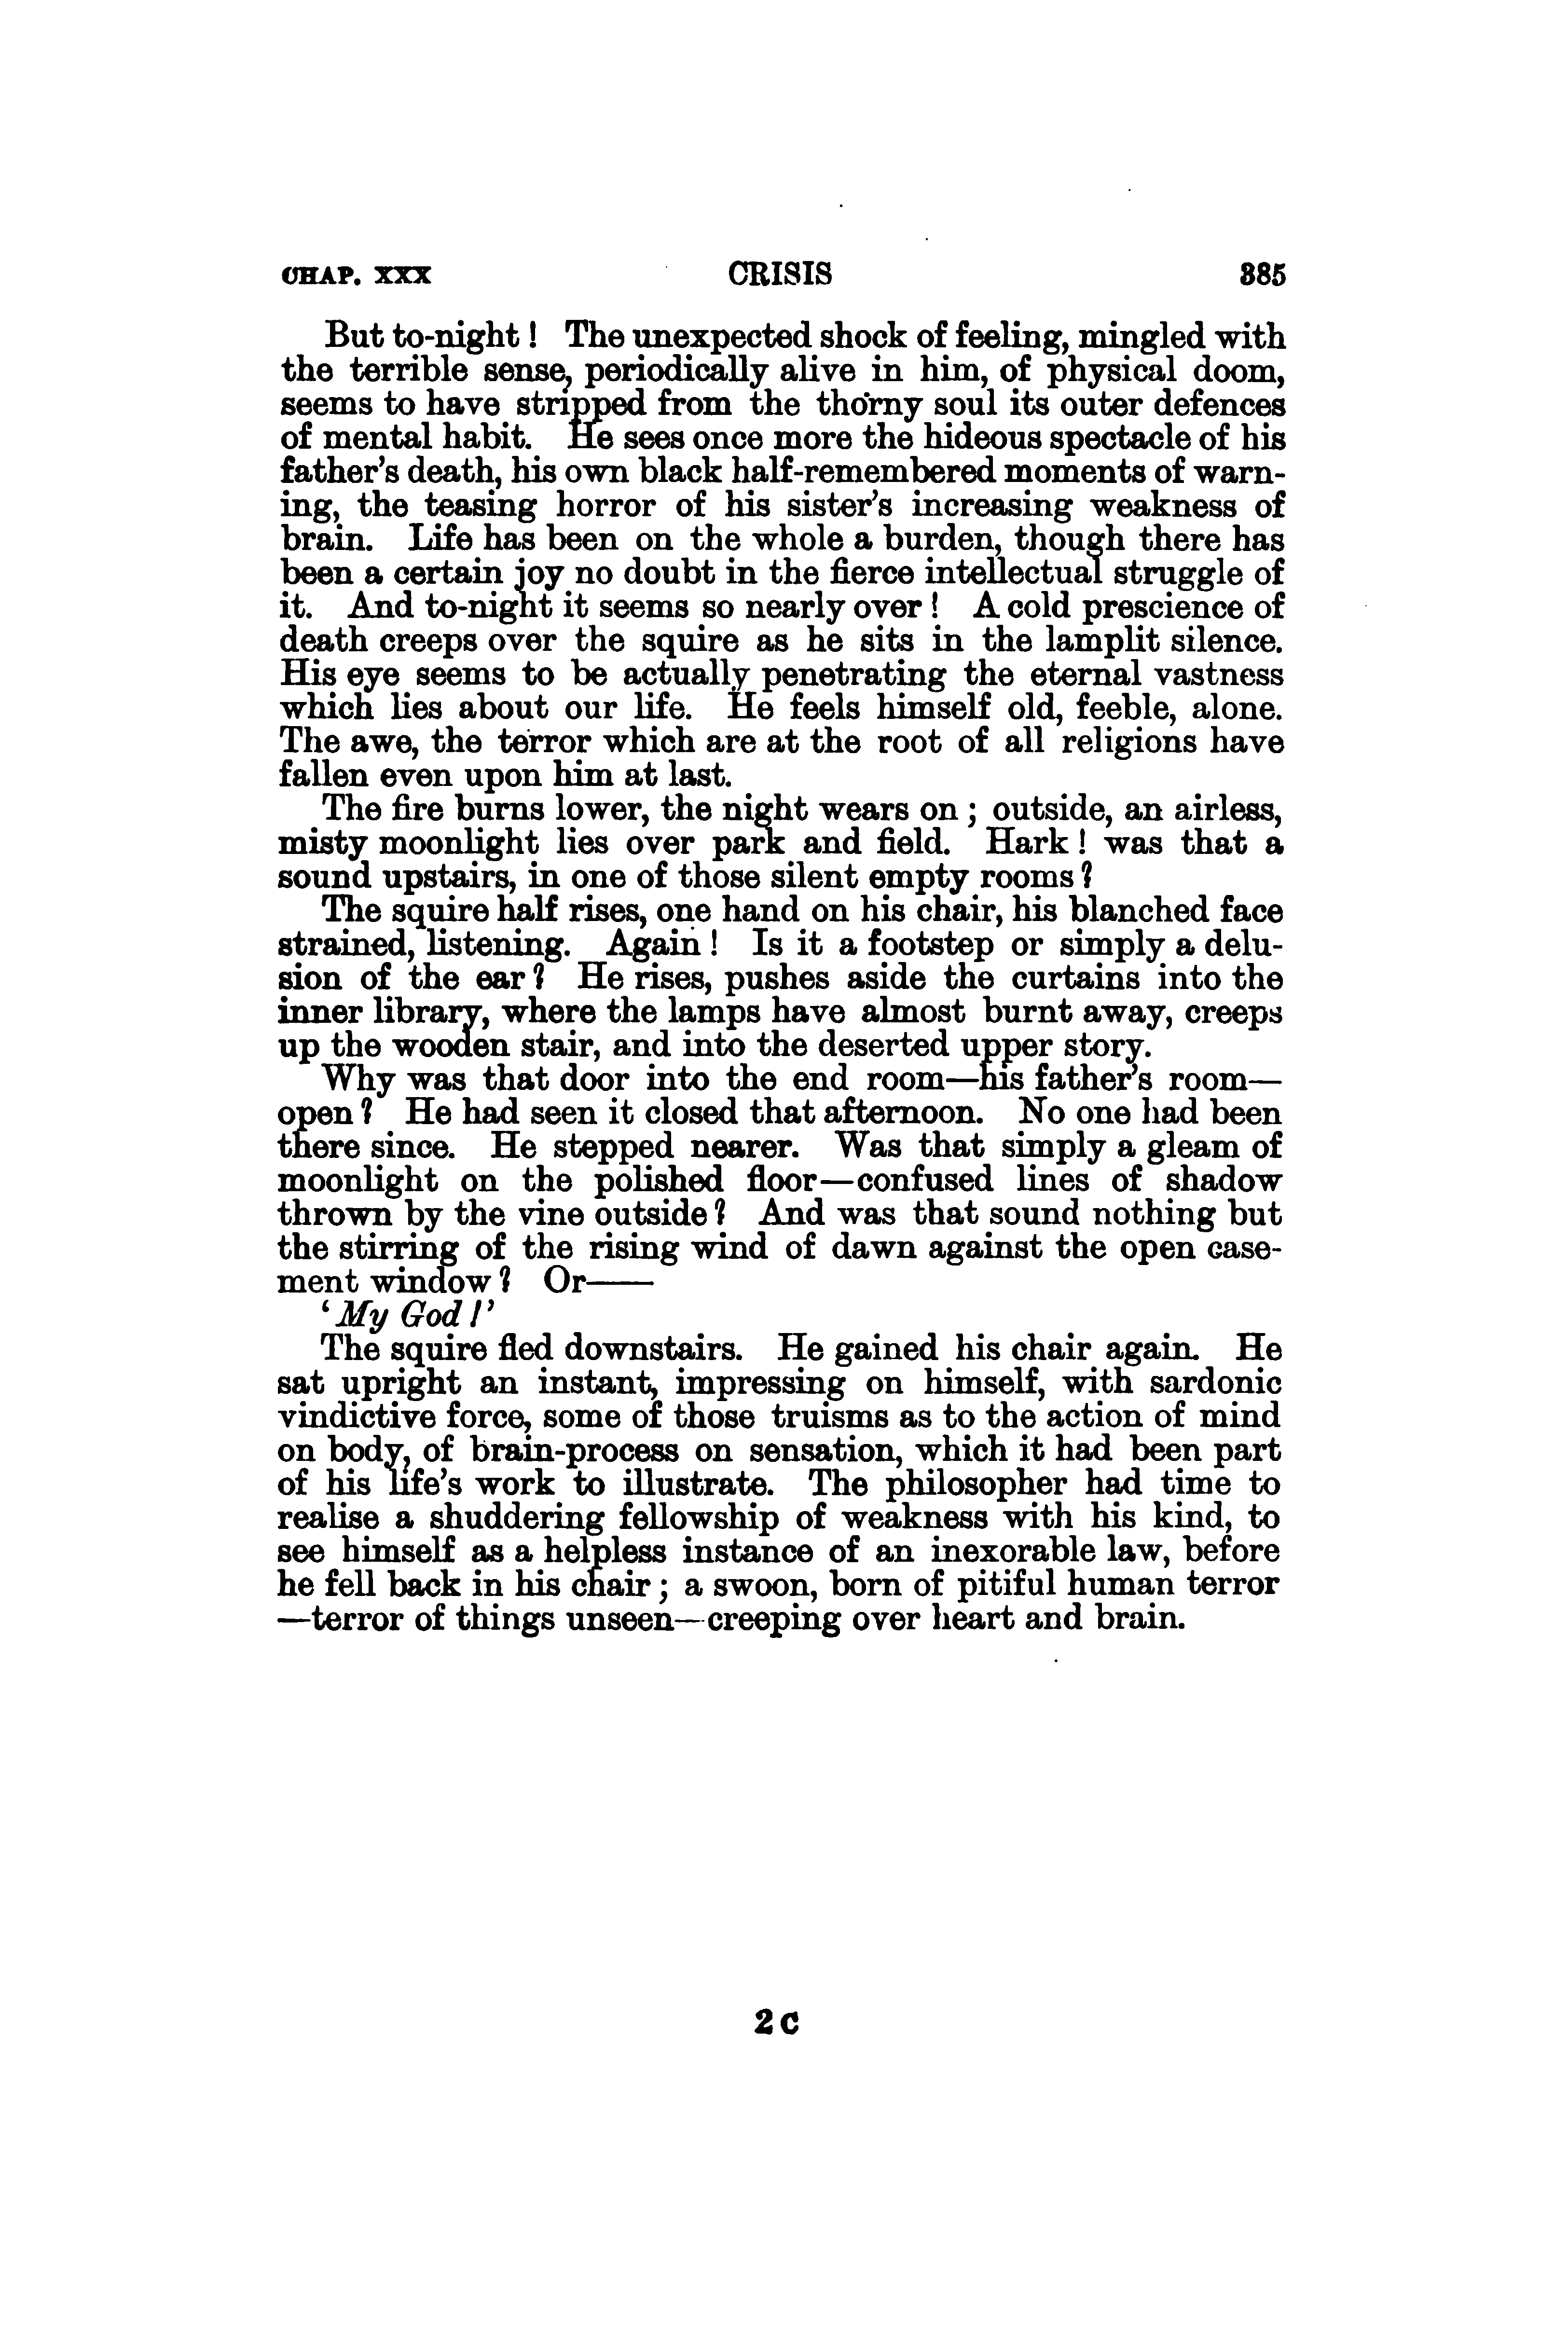 CHAP. XXX CRISIS 385
But to-night! The unexpected shock of feeling, mingled with
the terrible sense, periodically alive in him, of physical doom,
seems to have stripped from the thorny soul its outer defences
of mental habit. He sees once more the hideous spectacle of his
father's death, his own black half-remembered moments of warn-
ing, the teasing horror of his sister's increasing weakness of
brain. Life has been on the whole a burden, though there has
been a certain joy no doubt in the fierce intellectual struggle of
it. And to-night it seems so nearly over! A cold prescience of
death creeps over the squire as he sits in the lamplit silence.
His eye seems to be actually penetrating the eternal vastness
which lies about our life. He feels himself old, feeble, alone.
The awe, the terror which are at the root of all religions have
fallen even upon him at last.
The fire burns lower, the night wears on; outside, an airless,
misty moonlight lies over park and field. Hark! was that a
sound upstairs, in one of those silent empty rooms?
The squire half rises, one hand on his chair, his blanched face
strained, listening. Again! Is it a footstep or simply a delu-
sion of the ear? He rises, pushes aside the curtains into the
inner library, where the lamps have almost burnt away, creeps
up the wooden stair, and into the deserted upper story.
Why was that door into the end room—his father's room—
open? He had seen it closed that afternoon. No one had been
there since. He stepped nearer. Was that simply a gleam of
moonlight on the polished floor—confused lines of shadow
thrown by the vine outside? And was that sound nothing but
the stirring of the rising wind of dawn against the open case-
ment window? Or——
'My God!'
The squire fled downstairs. He gained his chair again. He
sat upright an instant, impressing on himself, with sardonic
vindictive force, some of those truisms as to the action of mind
on body, of brain-process on sensation, which it had been part
of his life's work to illustrate. The philosopher had time to
realise a shuddering fellowship of weakness with his kind, to
see himself as a helpless instance of an inexorable law, before
he fell back in his chair; a swoon, born of pitiful human terror
—terror of things unseen—creeping over heart and brain.
2 C